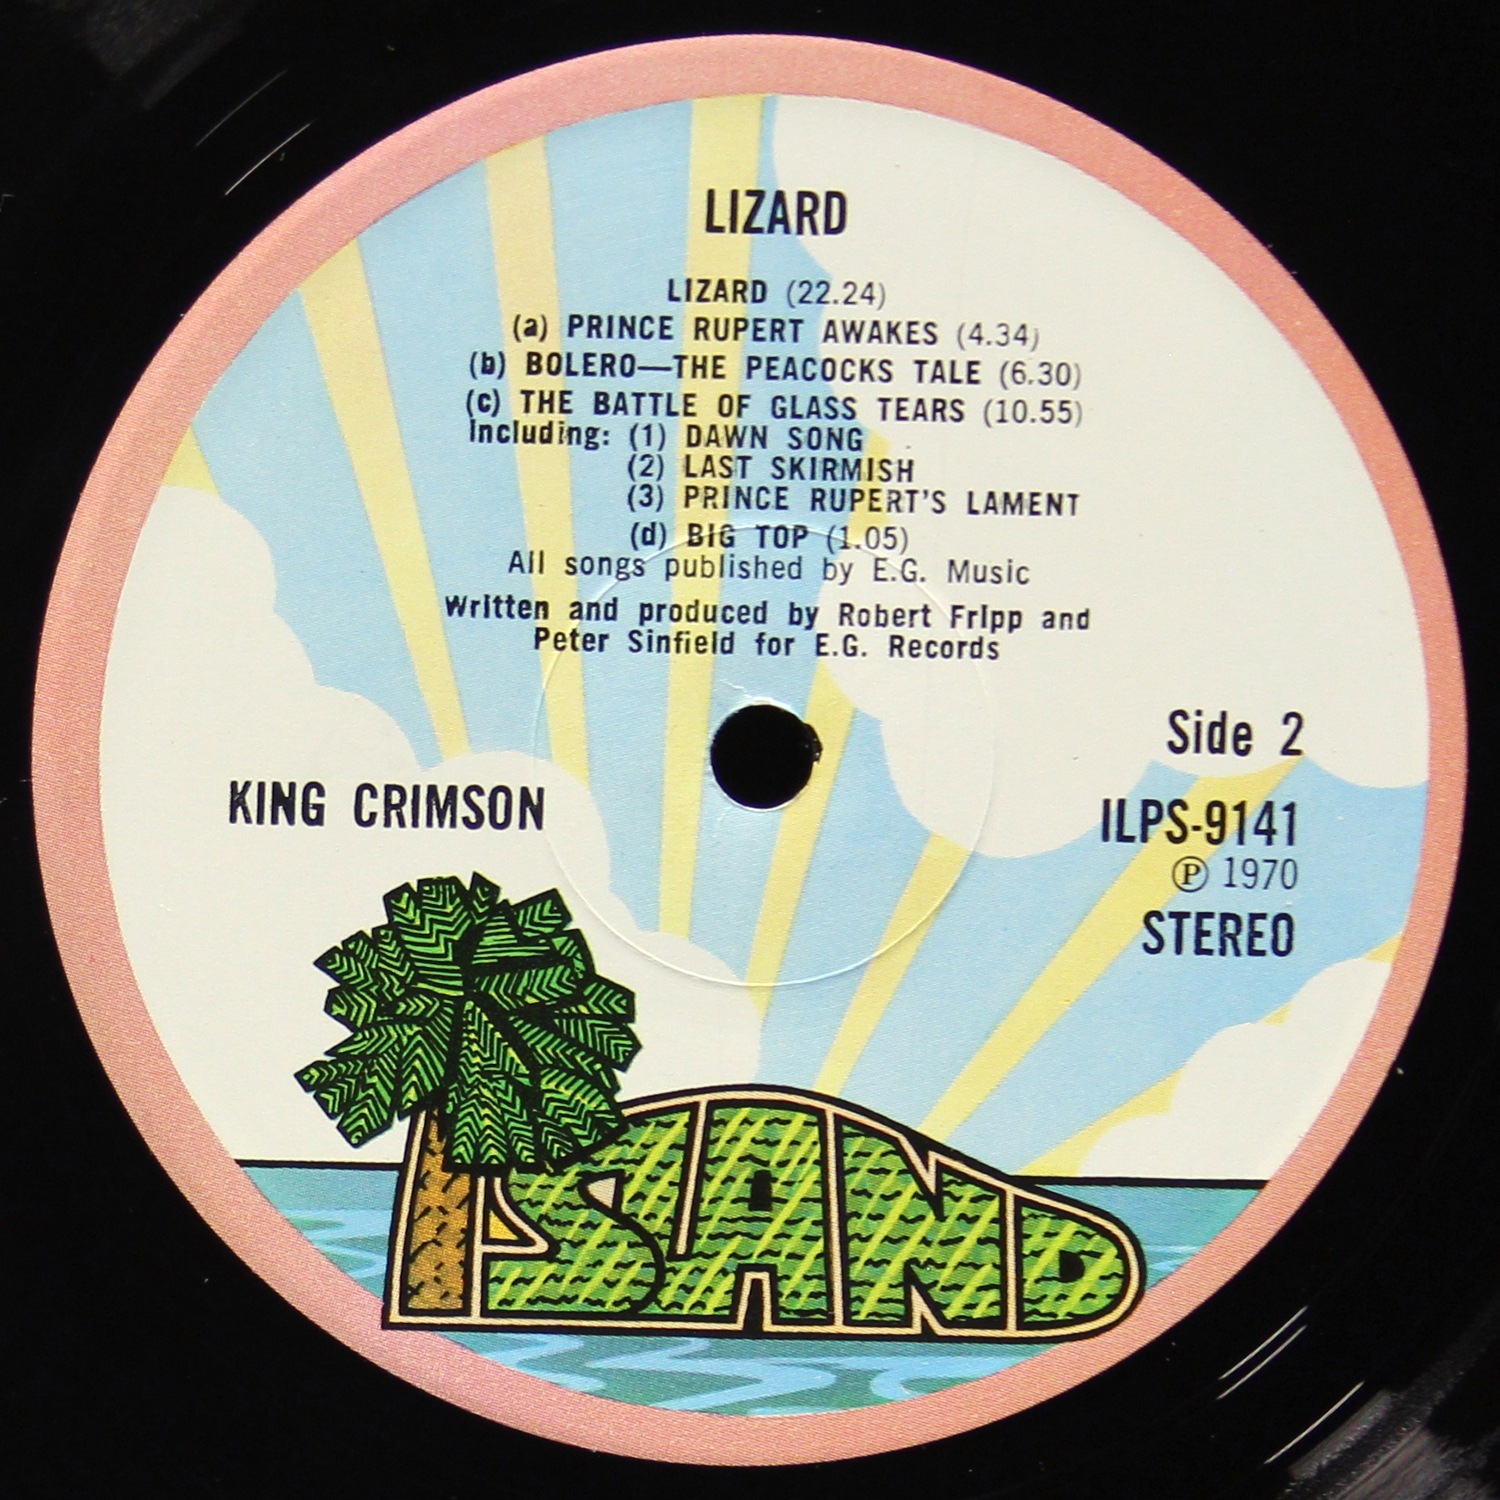 LIZARD
LIZARD (22.24)
(a) PRINCE RUPERT AWAKES (4.34)
(b) BOLERO—THE PEACOCKS TALE (6.30)
(c) THE BATTLE OF GLASS TEARS (10.55)
Including: (1) DAWN SONG
(2) LAST SKIRMISH
(3) PRINCE RUPERT'S LAMENT
(d) BIG TOP (1.05)
All songs published by E.G. Music
Written and produced by Robert Fripp and
Peter Sinfield for E.G. Records
Side 2
KING CRIMSON
ILPS-9141
℗ 1970
STEREO
ISLAND